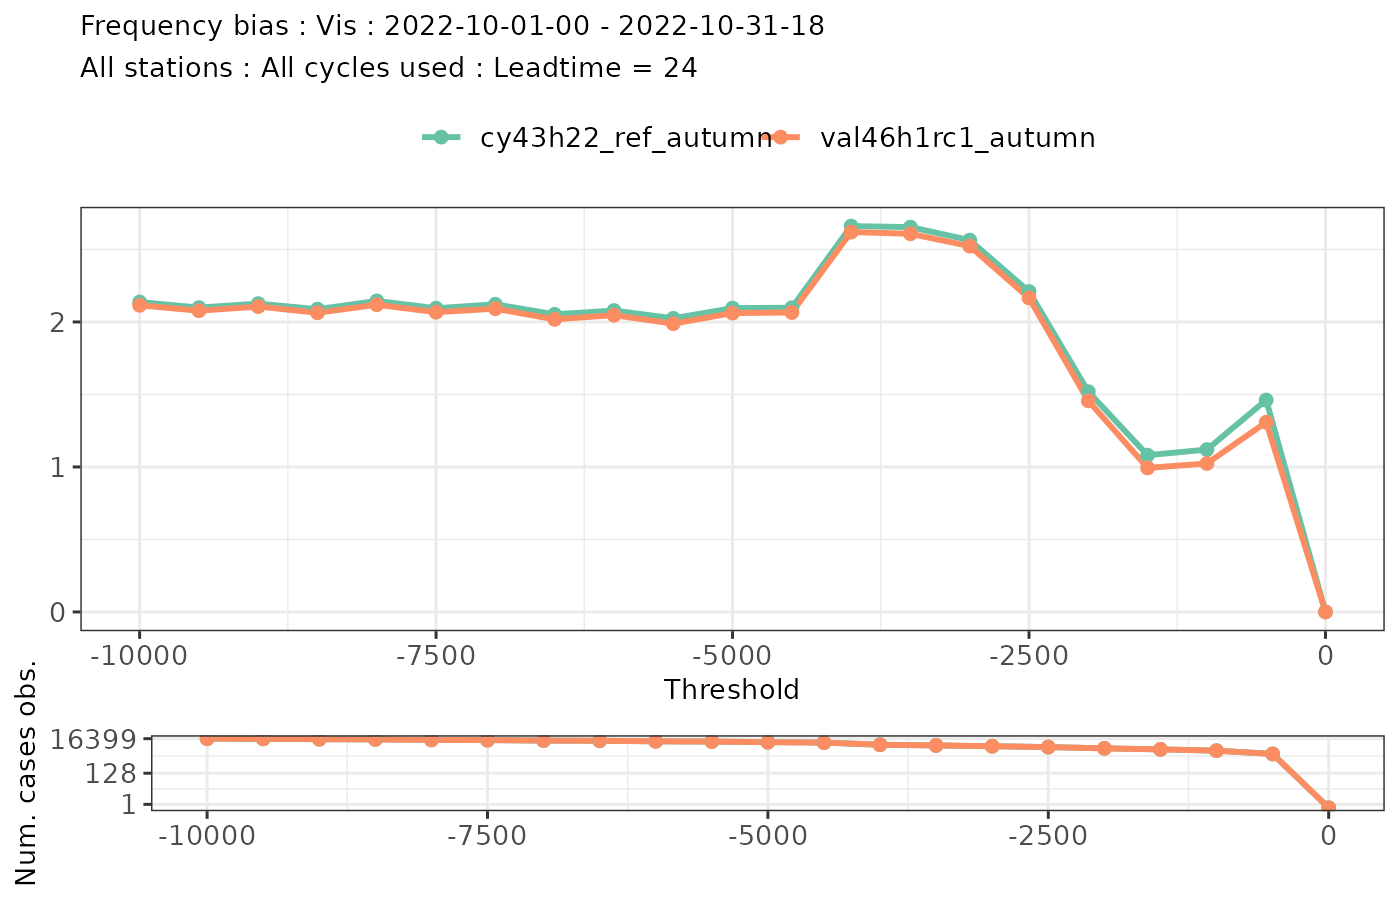 Frequency bias : Vis : 2022-10-01-00 - 2022-10-31-18
All stations : All cycles used : Leadtime = 24
cy43h22_ref_autumn val46h1rc1_autumn
2
1
0
-10000 -7500 -5000 -2500 0
Threshold
Num. cases obs.
16399
128
1
-10000 -7500 -5000 -2500 0